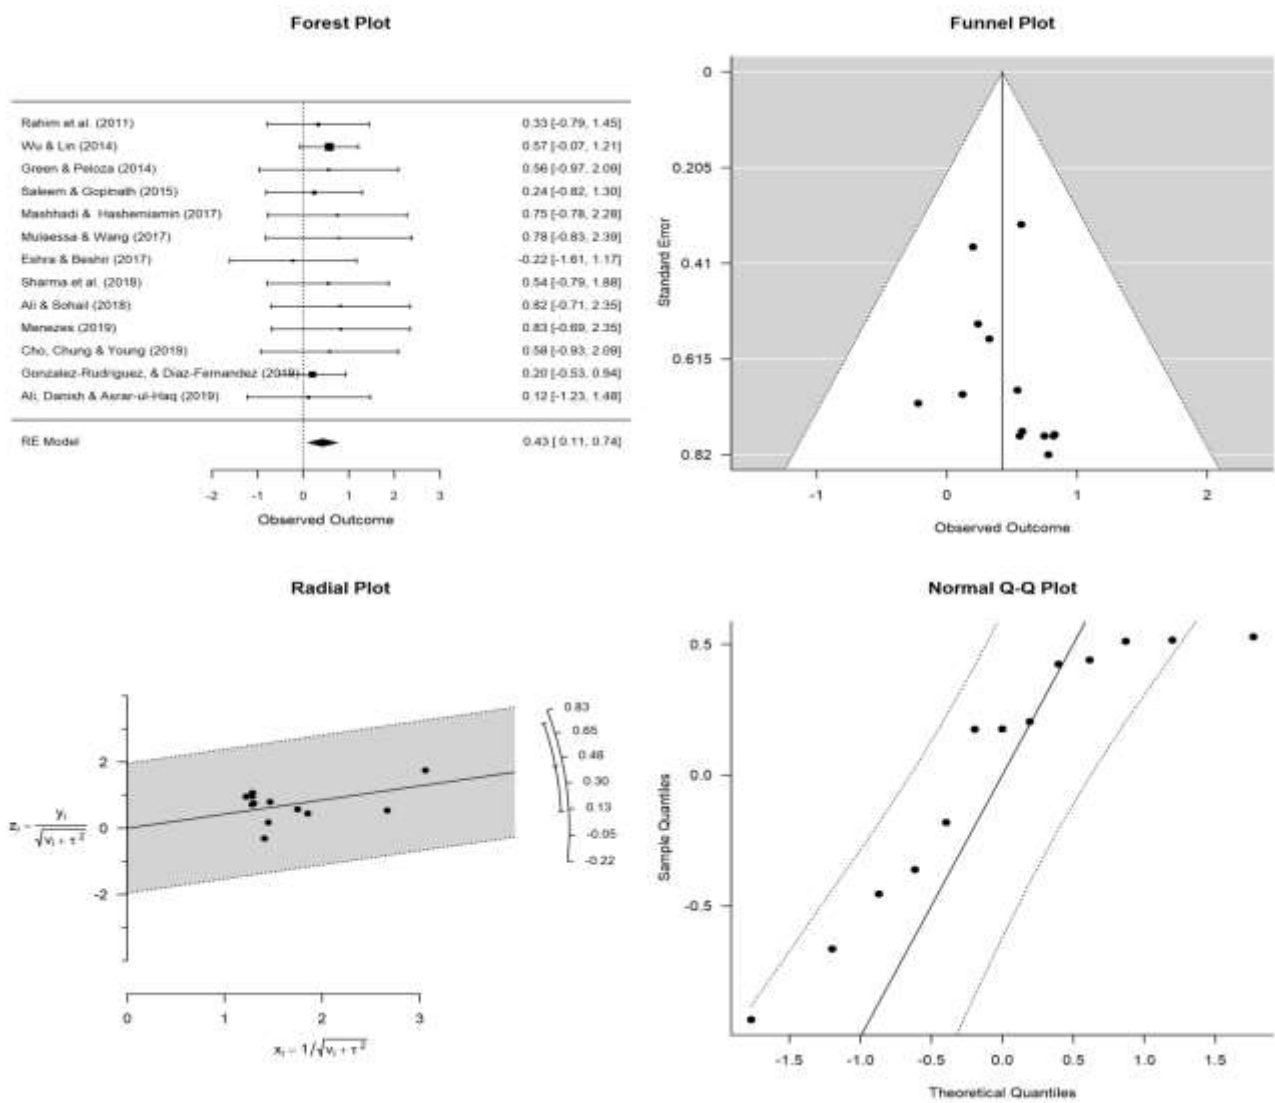 Forest Plot
Rahim et al. (2011) 0.33 [-0.79, 1.45]
Wu & Lin (2014) 0.57 [-0.07, 1.21]
Green & Peloza (2014) 0.56 [-0.97, 2.09]
Saleem & Gopinath (2015) 0.24 [-0.82, 1.30]
Mashhadi & Hashemiamin (2017) 0.75 [-0.78, 2.28]
Mulaessa & Wang (2017) 0.78 [-0.83, 2.39]
Eshra & Beshir (2017) -0.22 [-1.61, 1.17]
Sharma et al. (2018) 0.54 [-0.79, 1.88]
Ali & Sohail (2018) 0.82 [-0.71, 2.35]
Menezes (2019) 0.83 [-0.69, 2.35]
Cho, Chung & Young (2019) 0.58 [-0.93, 2.09]
Gonzalez-Rudriguez, & Diaz-Fernandez (2019) 0.20 [-0.53, 0.94]
Ali, Danish & Asrar-ul-Haq (2019) 0.12 [-1.23, 1.48]
RE Model 0.43 [ 0.11, 0.74]
-2 -1 0 1 2 3
Observed Outcome
Funnel Plot
Standard Error
0
0.205
0.41
0.615
0.82
-1 0 1 2
Observed Outcome
Radial Plot
zᵢ = yᵢ / √vᵢ + τ²
2
0
-2
0.83
0.65
0.48
0.30
0.13
-0.05
-0.22
0 1 2 3
xᵢ = 1/√vᵢ + τ²
Normal Q-Q Plot
Sample Quantiles
0.5
0.0
-0.5
-1.5 -1.0 -0.5 0.0 0.5 1.0 1.5
Theoretical Quantiles